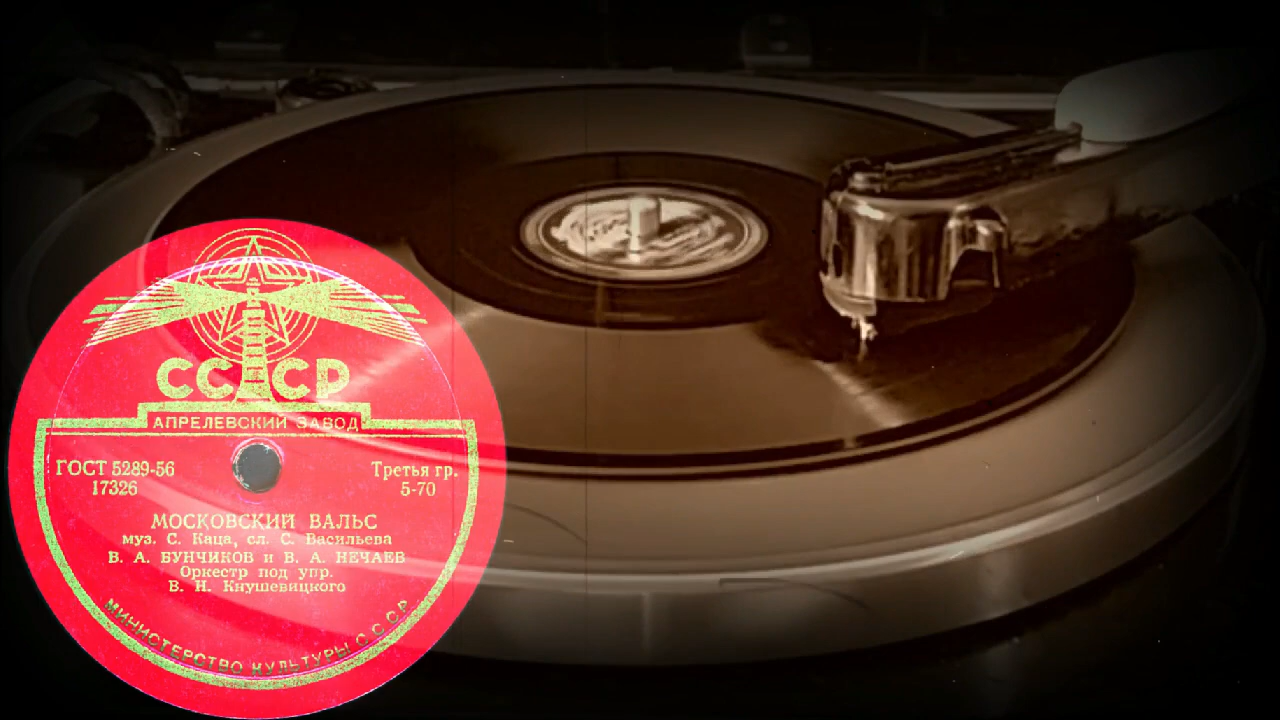 СССР
АПРЕЛЕВСКИЙ ЗАВОД
ГОСТ 5289-56
17326
Третья гр.
5-70
МОСКОВСКИЙ ВАЛЬС
муз. С. Каца, сл. С. Васильева
В. А. БУНЧИКОВ и В. А. НЕЧАЕВ
Оркестр под упр.
В. Н. Кнушевицкого
МИНИСТЕРСТВО КУЛЬТУРЫ СССР